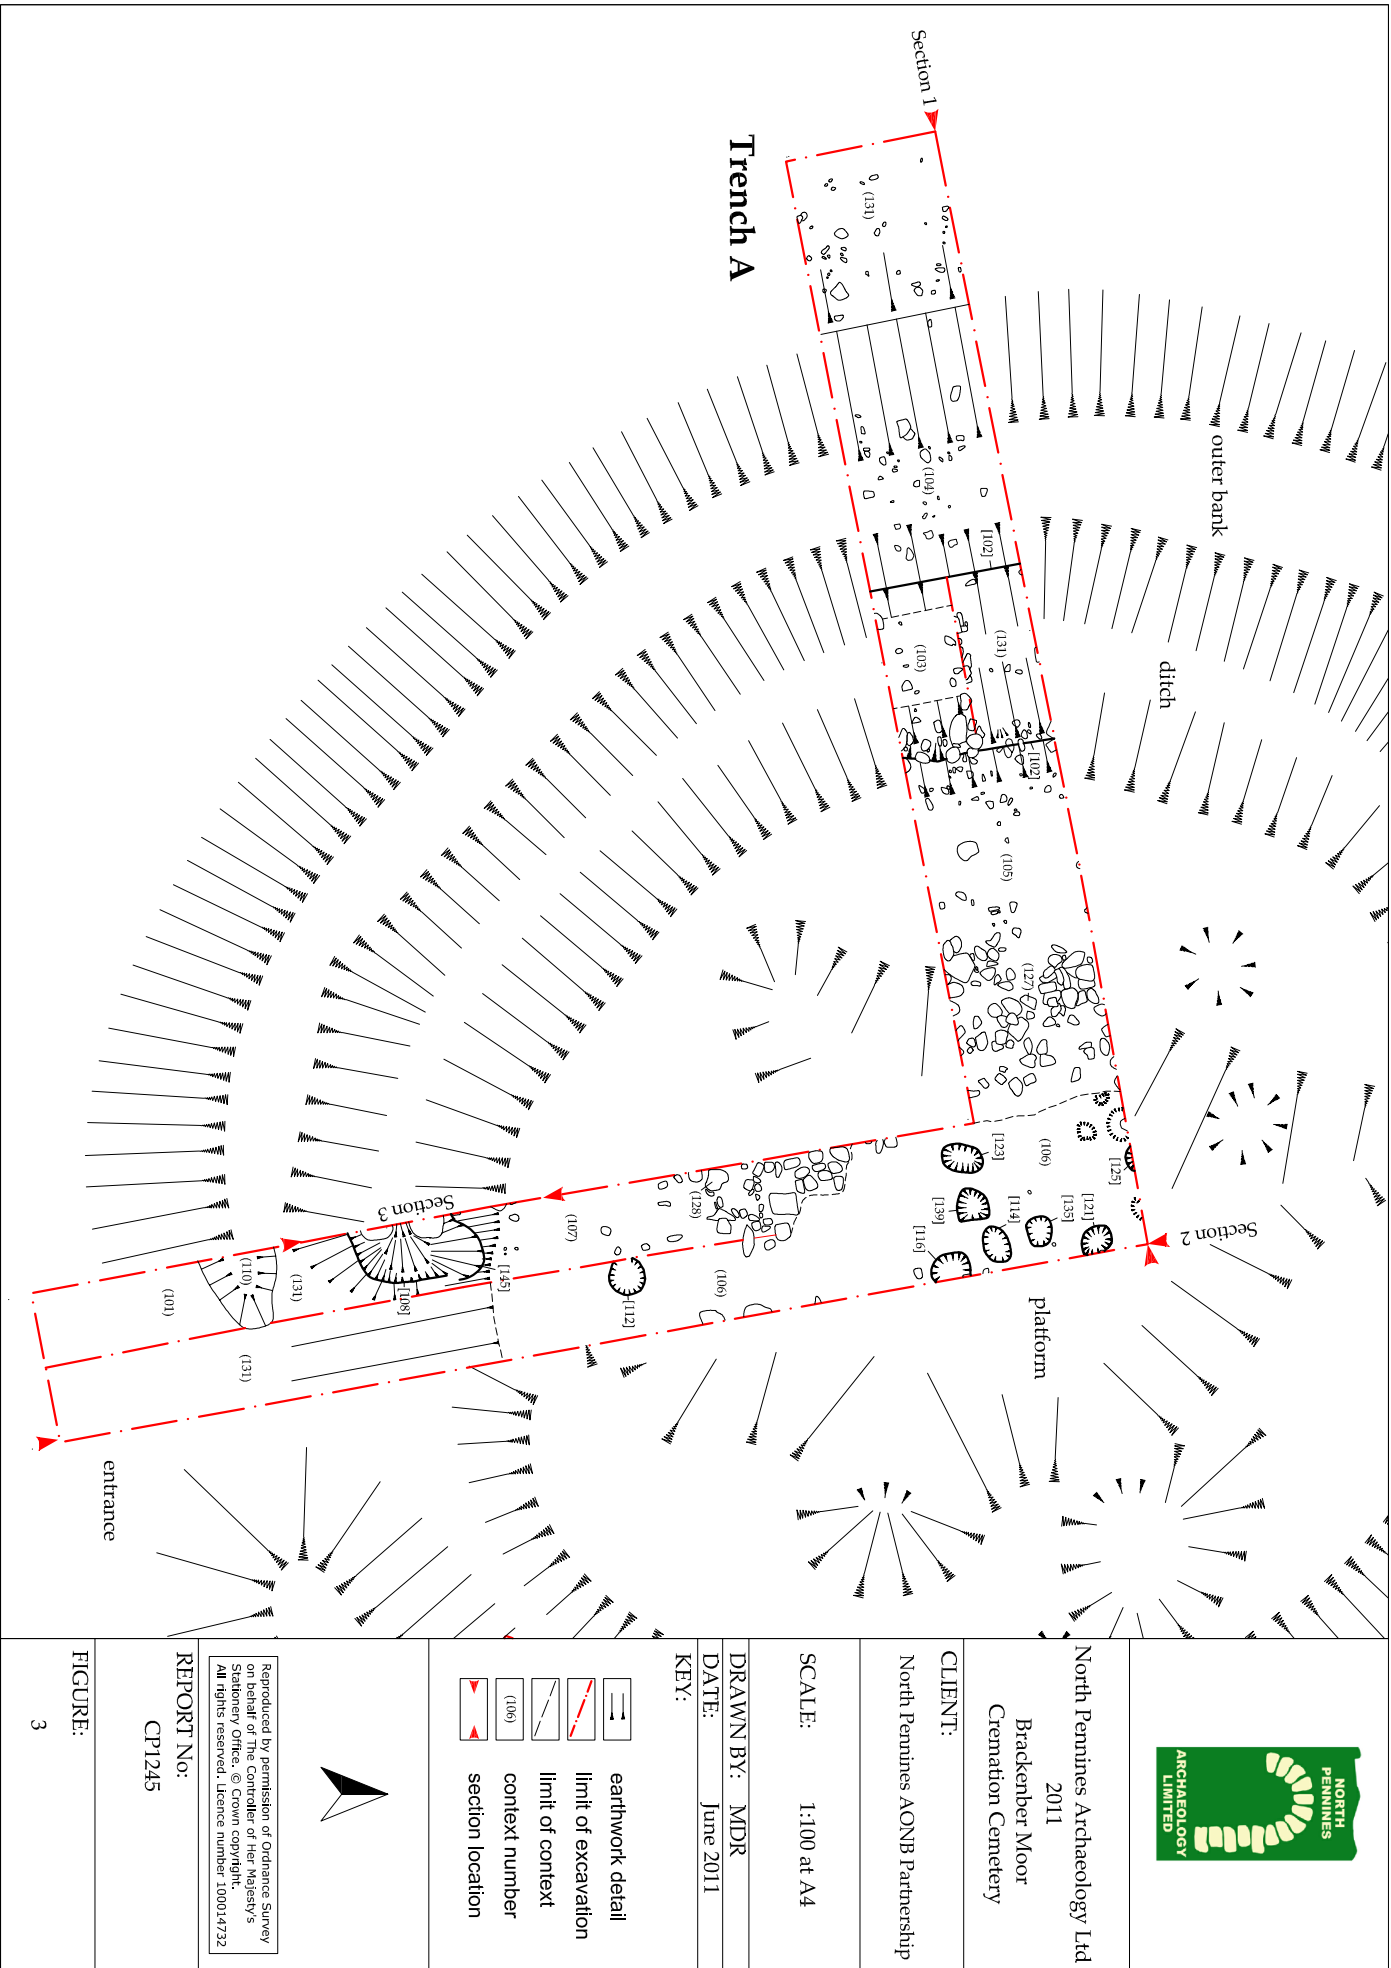 Section 1
Trench A
(131)
outer bank
(104)
[102]
ditch
(131)
(103)
[102]
(105)
(127)
[123]
(106)
[125]
[139]
[114]
[135]
[121]
[116]
Section 2
platform
(128)
(107)
(106)
[112]
Section 3
[145]
[108]
(110)
(131)
(101)
(131)
entrance
NORTH
PENNINES
ARCHAEOLOGY
LIMITED
North Pennines Archaeology Ltd
2011
Brackenber Moor
Cremation Cemetery
CLIENT:
North Pennines AONB Partnership
SCALE: 1:100 at A4
DRAWN BY: MDR
DATE: June 2011
KEY:
earthwork detail
limit of excavation
limit of context
(106) context number
section location
Reproduced by permission of Ordnance Survey
on behalf of The Controller of Her Majesty's
Stationery Office. © Crown copyright.
All rights reserved. Licence number 100014732
REPORT No:
CP1245
FIGURE:
3